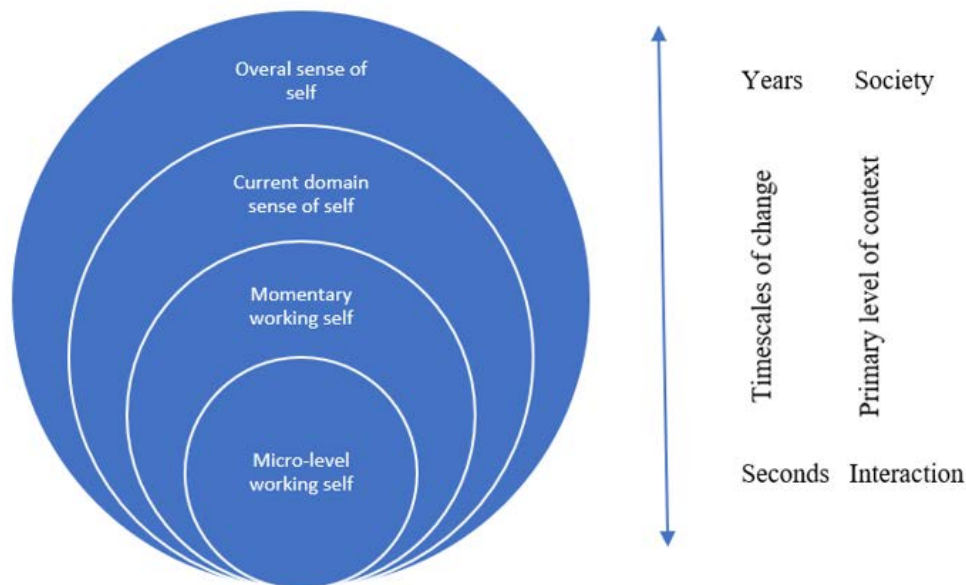 Overal sense of
self
Current domain
sense of self
Momentary
working self
Micro-level
working self
Years Society
Timescales of change
Primary level of context
Seconds Interaction